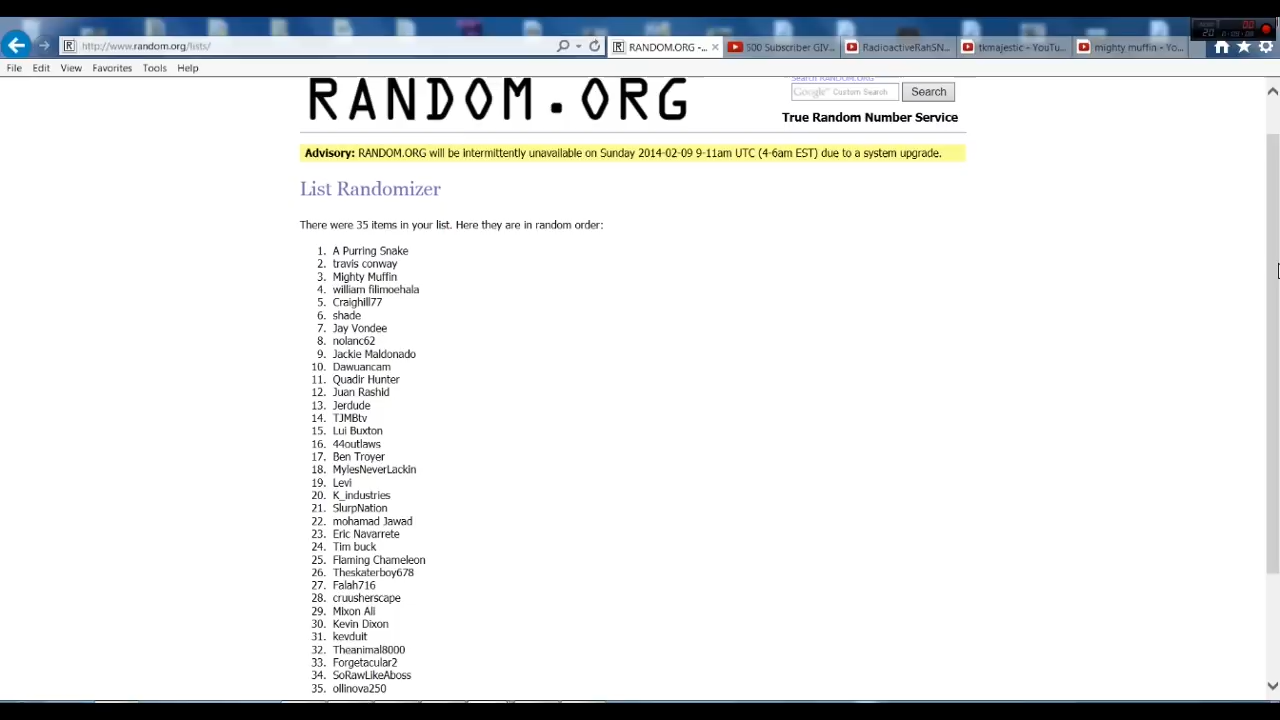 http://www.random.org/lists/
RANDOM.ORG -...
500 Subscriber GIV...
RadioactiveRahSN...
tkmajestic - YouTu...
mighty muffin - Yo...
File Edit View Favorites Tools Help
RANDOM.ORG
Search RANDOM.ORG
Google™ Custom Search
Search
True Random Number Service
Advisory: RANDOM.ORG will be intermittently unavailable on Sunday 2014-02-09 9-11am UTC (4-6am EST) due to a system upgrade.
List Randomizer
There were 35 items in your list. Here they are in random order:
1. A Purring Snake
2. travis conway
3. Mighty Muffin
4. william filimoehala
5. Craighill77
6. shade
7. Jay Vondee
8. nolanc62
9. Jackie Maldonado
10. Dawuancam
11. Quadir Hunter
12. Juan Rashid
13. Jerdude
14. TJMBtv
15. Lui Buxton
16. 44outlaws
17. Ben Troyer
18. MylesNeverLackin
19. Levi
20. K_industries
21. SlurpNation
22. mohamad Jawad
23. Eric Navarrete
24. Tim buck
25. Flaming Chameleon
26. Theskaterboy678
27. Falah716
28. cruusherscape
29. Mixon Ali
30. Kevin Dixon
31. kevduit
32. Theanimal8000
33. Forgetacular2
34. SoRawLikeAboss
35. ollinova250